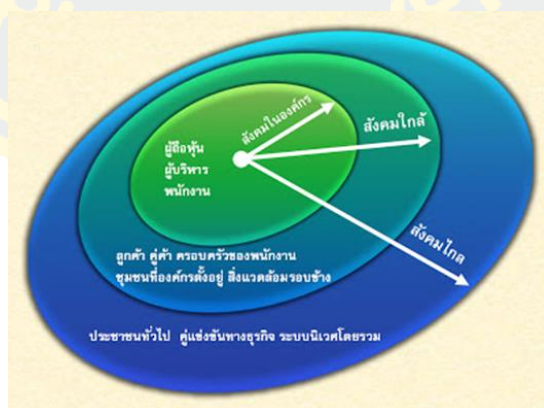 สังคมในองค์กร
สังคมใกล้
ผู้ถือหุ้น
ผู้บริหาร
พนักงาน
สังคมไกล
ลูกค้า คู่ค้า ครอบครัวของพนักงาน
ชุมชนที่องค์กรตั้งอยู่ สิ่งแวดล้อมรอบข้าง
ประชาชนทั่วไป คู่แข่งขันทางธุรกิจ ระบบนิเวศโดยรวม